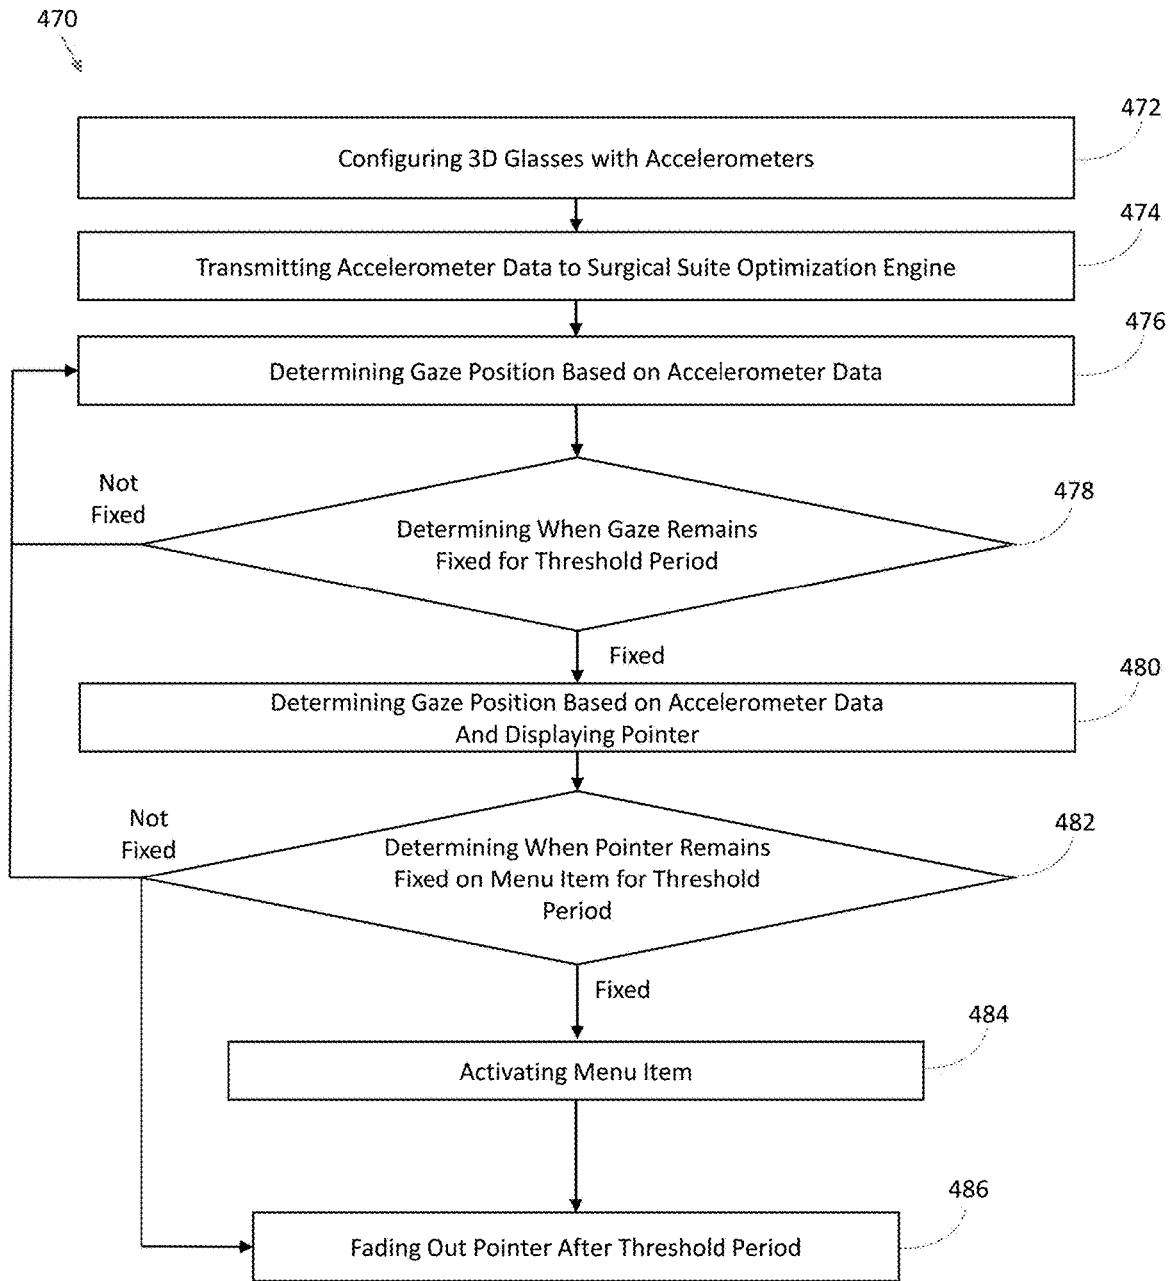 470
472
Configuring 3D Glasses with Accelerometers
474
Transmitting Accelerometer Data to Surgical Suite Optimization Engine
476
Determining Gaze Position Based on Accelerometer Data
Not
Fixed
478
Determining When Gaze Remains
Fixed for Threshold Period
Fixed
480
Determining Gaze Position Based on Accelerometer Data
And Displaying Pointer
Not
Fixed
482
Determining When Pointer Remains
Fixed on Menu Item for Threshold
Period
Fixed
484
Activating Menu Item
486
Fading Out Pointer After Threshold Period